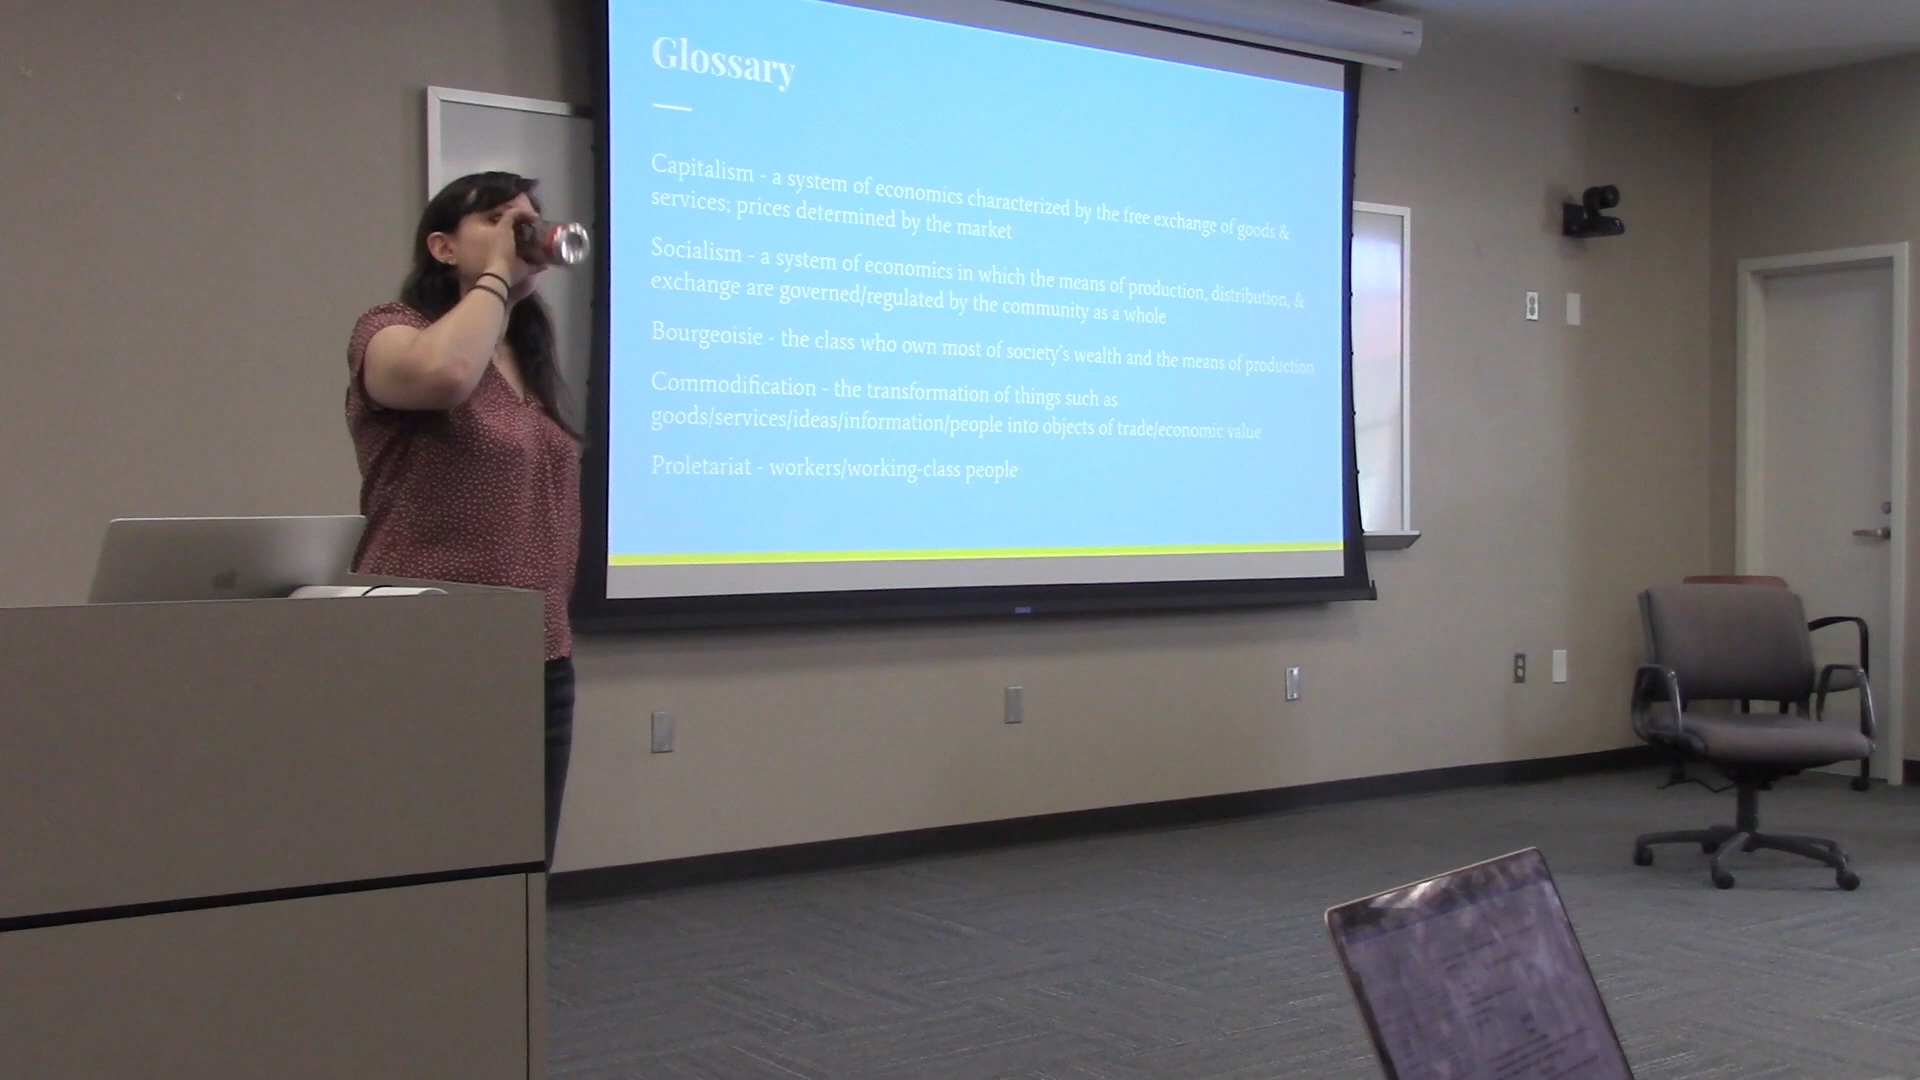 Glossary
Capitalism - a system of economics characterized by the free exchange of goods &
services; prices determined by the market
Socialism - a system of economics in which the means of production, distribution, &
exchange are governed/regulated by the community as a whole
Bourgeoisie - the class who own most of society's wealth and the means of production
Commodification - the transformation of things such as
goods/services/ideas/information/people into objects of trade/economic value
Proletariat - workers/working-class people